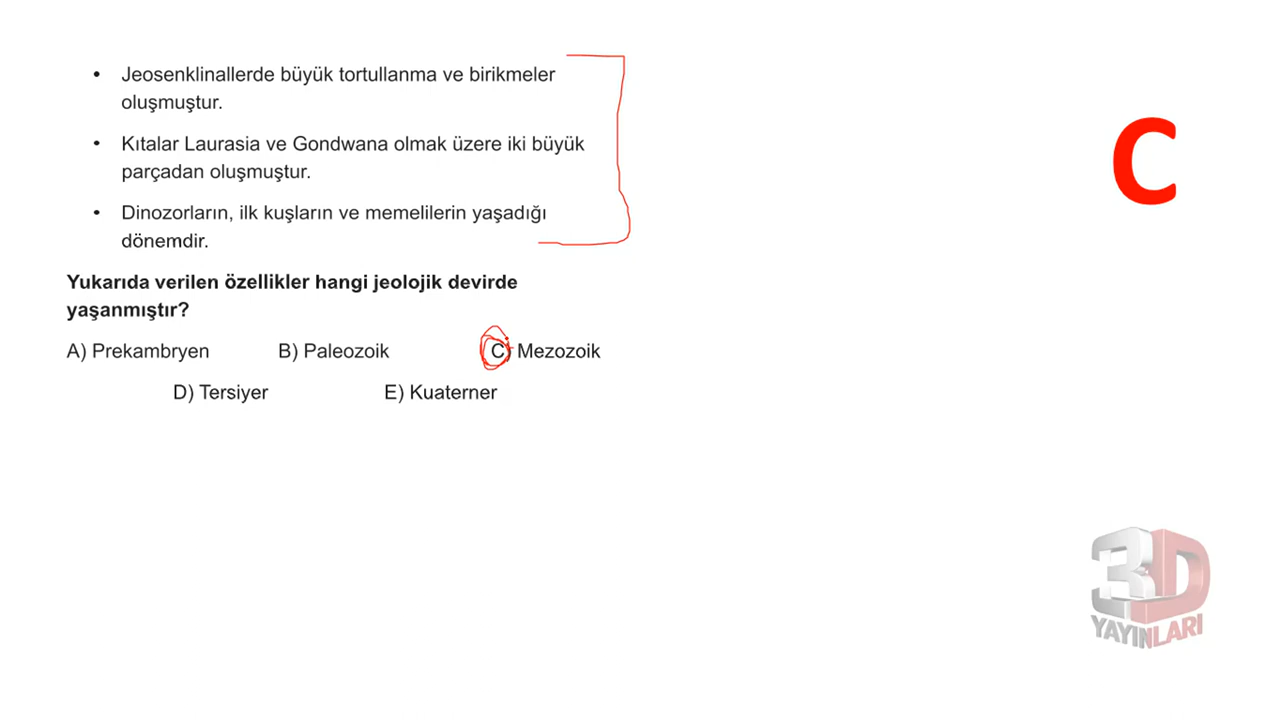 • Jeosenklinallerde büyük tortullanma ve birikmeler
oluşmuştur.
• Kıtalar Laurasia ve Gondwana olmak üzere iki büyük
parçadan oluşmuştur.
• Dinozorların, ilk kuşların ve memelilerin yaşadığı
dönemdir.
Yukarıda verilen özellikler hangi jeolojik devirde
yaşanmıştır?
A) Prekambryen B) Paleozoik C) Mezozoik
D) Tersiyer E) Kuaterner
C
3D
YAYINLARI